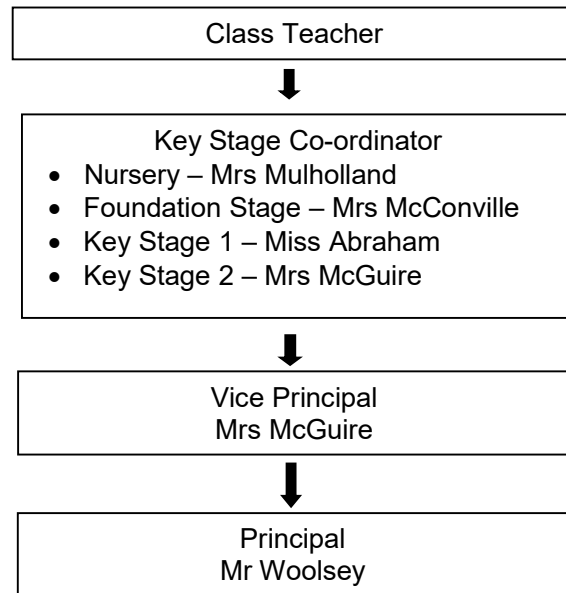 Class Teacher
Key Stage Co-ordinator
• Nursery – Mrs Mulholland
• Foundation Stage – Mrs McConville
• Key Stage 1 – Miss Abraham
• Key Stage 2 – Mrs McGuire
Vice Principal
Mrs McGuire
Principal
Mr Woolsey